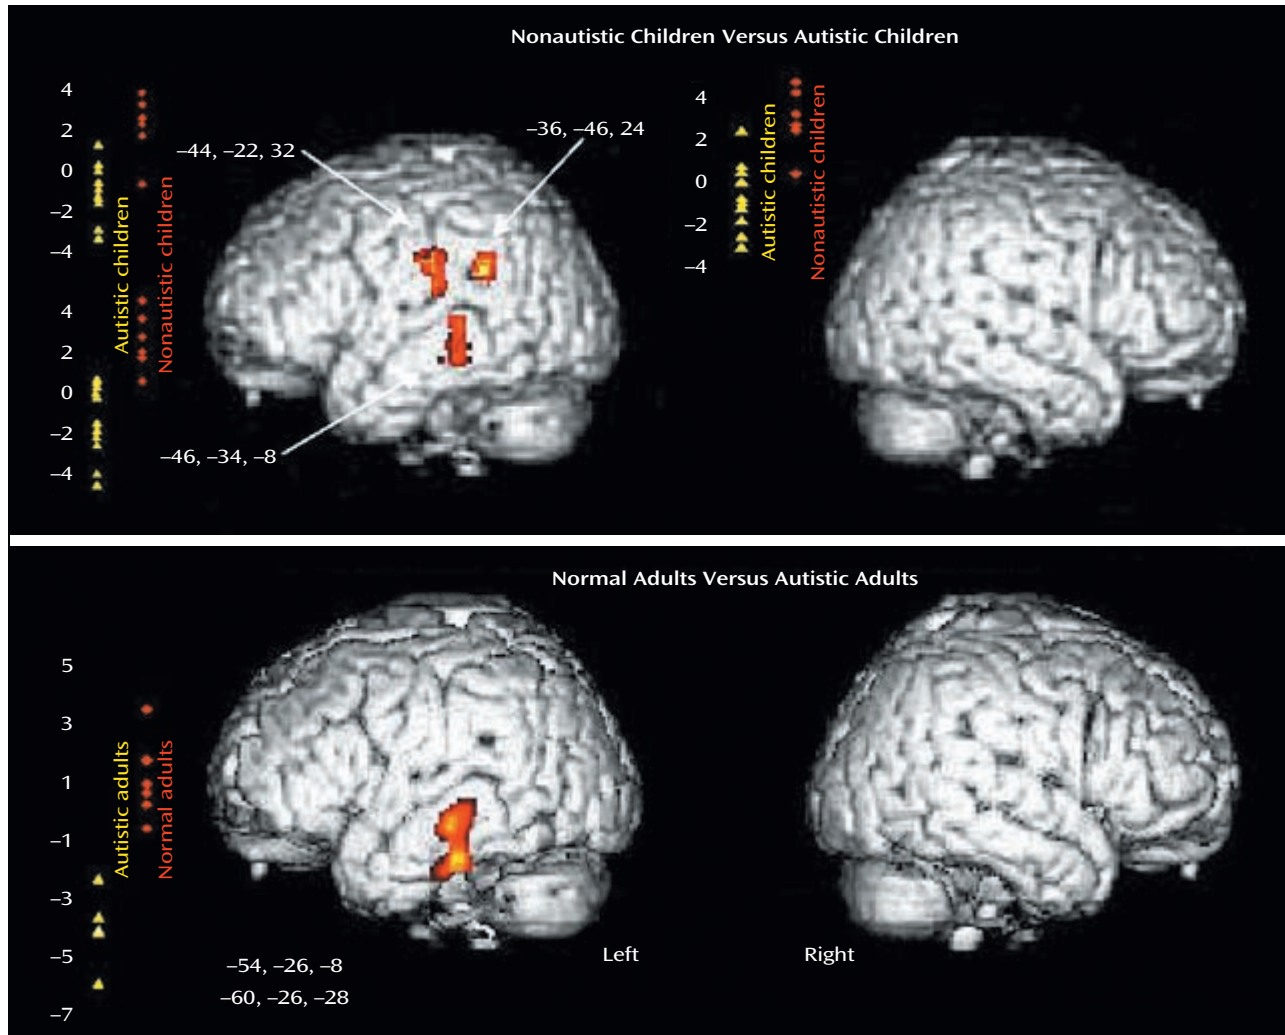 Nonautistic Children Versus Autistic Children
4
2
0
–2
–4
Autistic children
Nonautistic children
4
2
0
–2
–4
–44, –22, 32
–36, –46, 24
–46, –34, –8
4
2
0
–2
–4
Autistic children
Nonautistic children
Normal Adults Versus Autistic Adults
5
3
1
–1
–3
–5
–7
Autistic adults
Normal adults
–54, –26, –8
–60, –26, –28
Left
Right